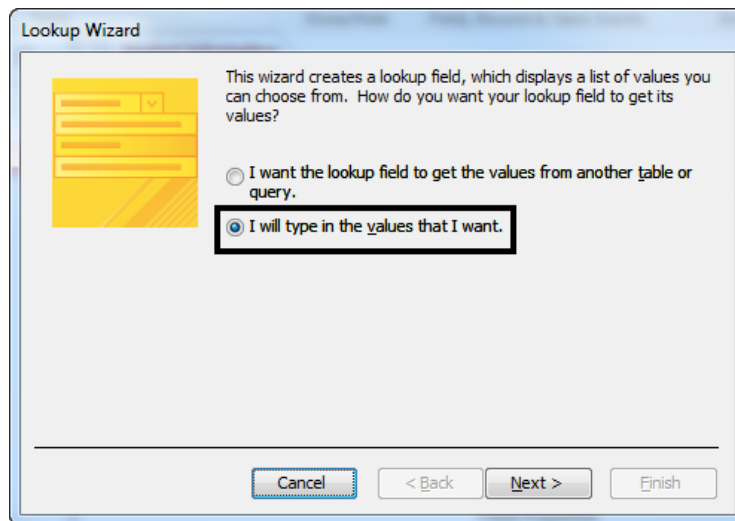 Lookup Wizard
This wizard creates a lookup field, which displays a list of values you
can choose from.  How do you want your lookup field to get its
values?
I want the lookup field to get the values from another table or
query.
I will type in the values that I want.
Cancel
< Back
Next >
Finish